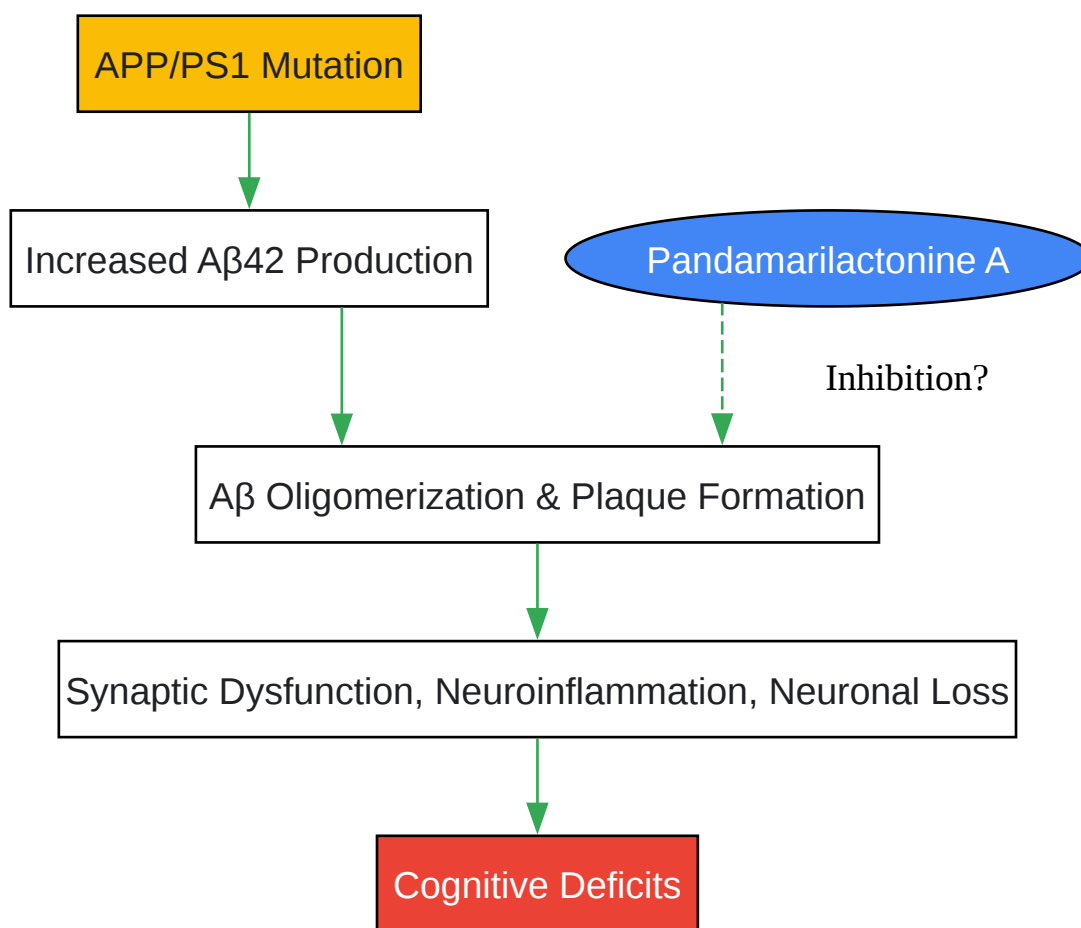 APP/PS1 Mutation
Increased Aβ42 Production
Pandamarilactonine A
Inhibition?
Aβ Oligomerization & Plaque Formation
Synaptic Dysfunction, Neuroinflammation, Neuronal Loss
Cognitive Deficits